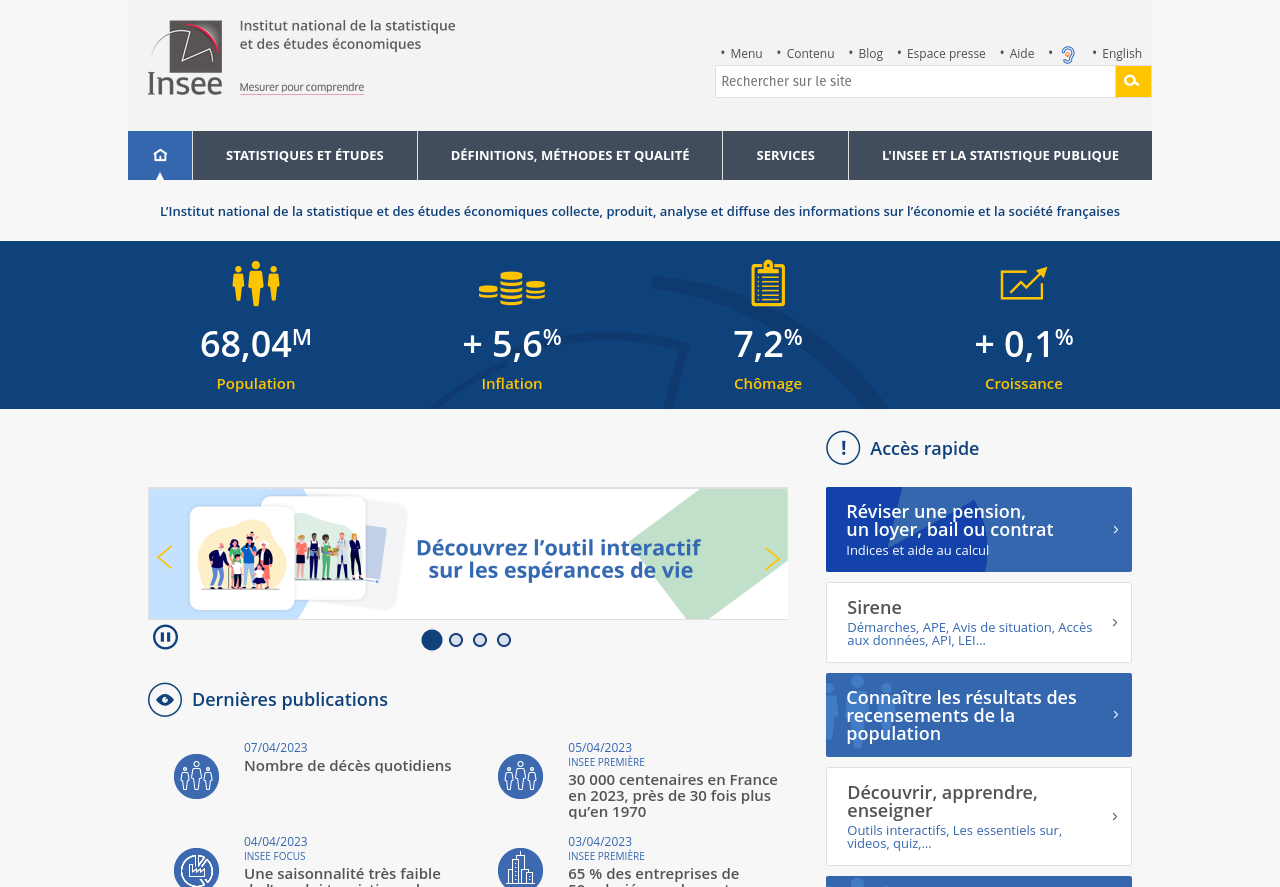 Institut national de la statistique
et des études économiques
Insee
Mesurer pour comprendre
• Menu • Contenu • Blog • Espace presse • Aide • • English
Rechercher sur le site
STATISTIQUES ET ÉTUDES
DÉFINITIONS, MÉTHODES ET QUALITÉ
SERVICES
L'INSEE ET LA STATISTIQUE PUBLIQUE
L’Institut national de la statistique et des études économiques collecte, produit, analyse et diffuse des informations sur l’économie et la société françaises
68,04M
Population
+ 5,6%
Inflation
7,2%
Chômage
+ 0,1%
Croissance
Découvrez l’outil interactif
sur les espérances de vie
Dernières publications
07/04/2023
Nombre de décès quotidiens
05/04/2023
INSEE PREMIÈRE
30 000 centenaires en France
en 2023, près de 30 fois plus
qu’en 1970
04/04/2023
INSEE FOCUS
Une saisonnalité très faible
03/04/2023
INSEE PREMIÈRE
65 % des entreprises de
! Accès rapide
Réviser une pension,
un loyer, bail ou contrat
Indices et aide au calcul
Sirene
Démarches, APE, Avis de situation, Accès
aux données, API, LEI...
Connaître les résultats des
recensements de la
population
Découvrir, apprendre,
enseigner
Outils interactifs, Les essentiels sur,
videos, quiz,...